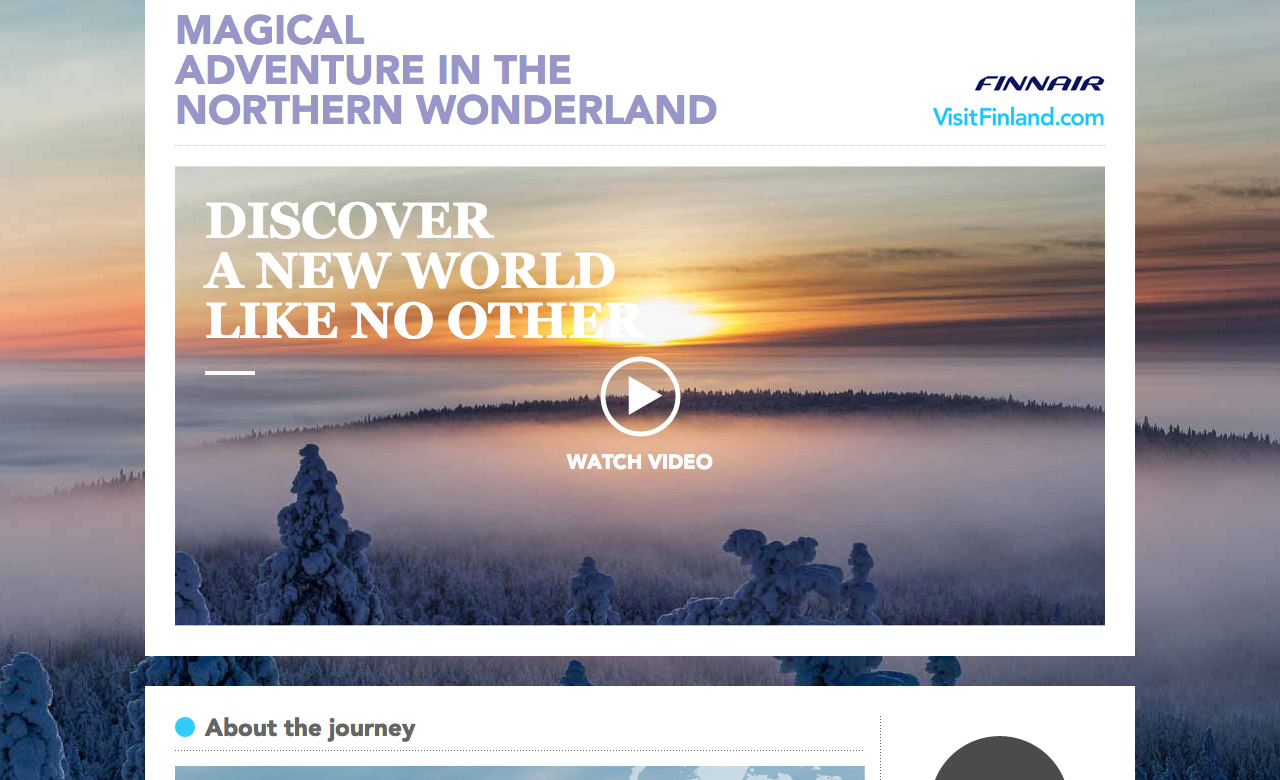 MAGICAL
ADVENTURE IN THE
NORTHERN WONDERLAND
FINNAIR
VisitFinland.com
DISCOVER
A NEW WORLD
LIKE NO OTHER
WATCH VIDEO
About the journey